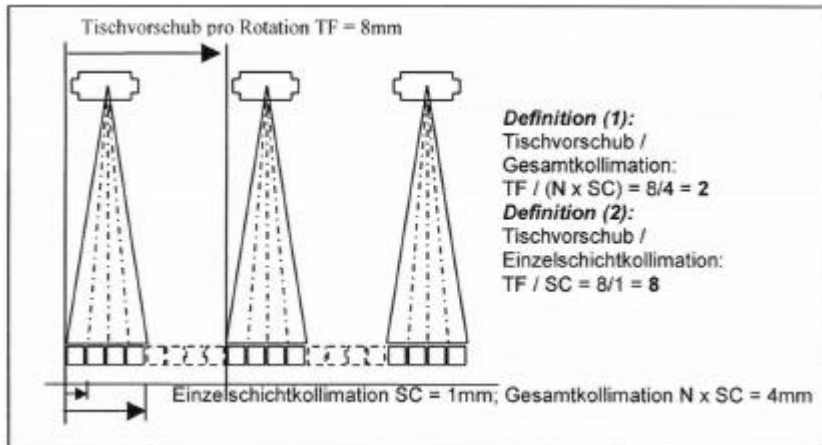 Tischvorschub pro Rotation TF = 8mm
Definition (1):
Tischvorschub /
Gesamtkollimation:
TF / (N x SC) = 8/4 = 2
Definition (2):
Tischvorschub /
Einzelschichtkollimation:
TF / SC = 8/1 = 8
Einzelschichtkollimation SC = 1mm; Gesamtkollimation N x SC = 4mm